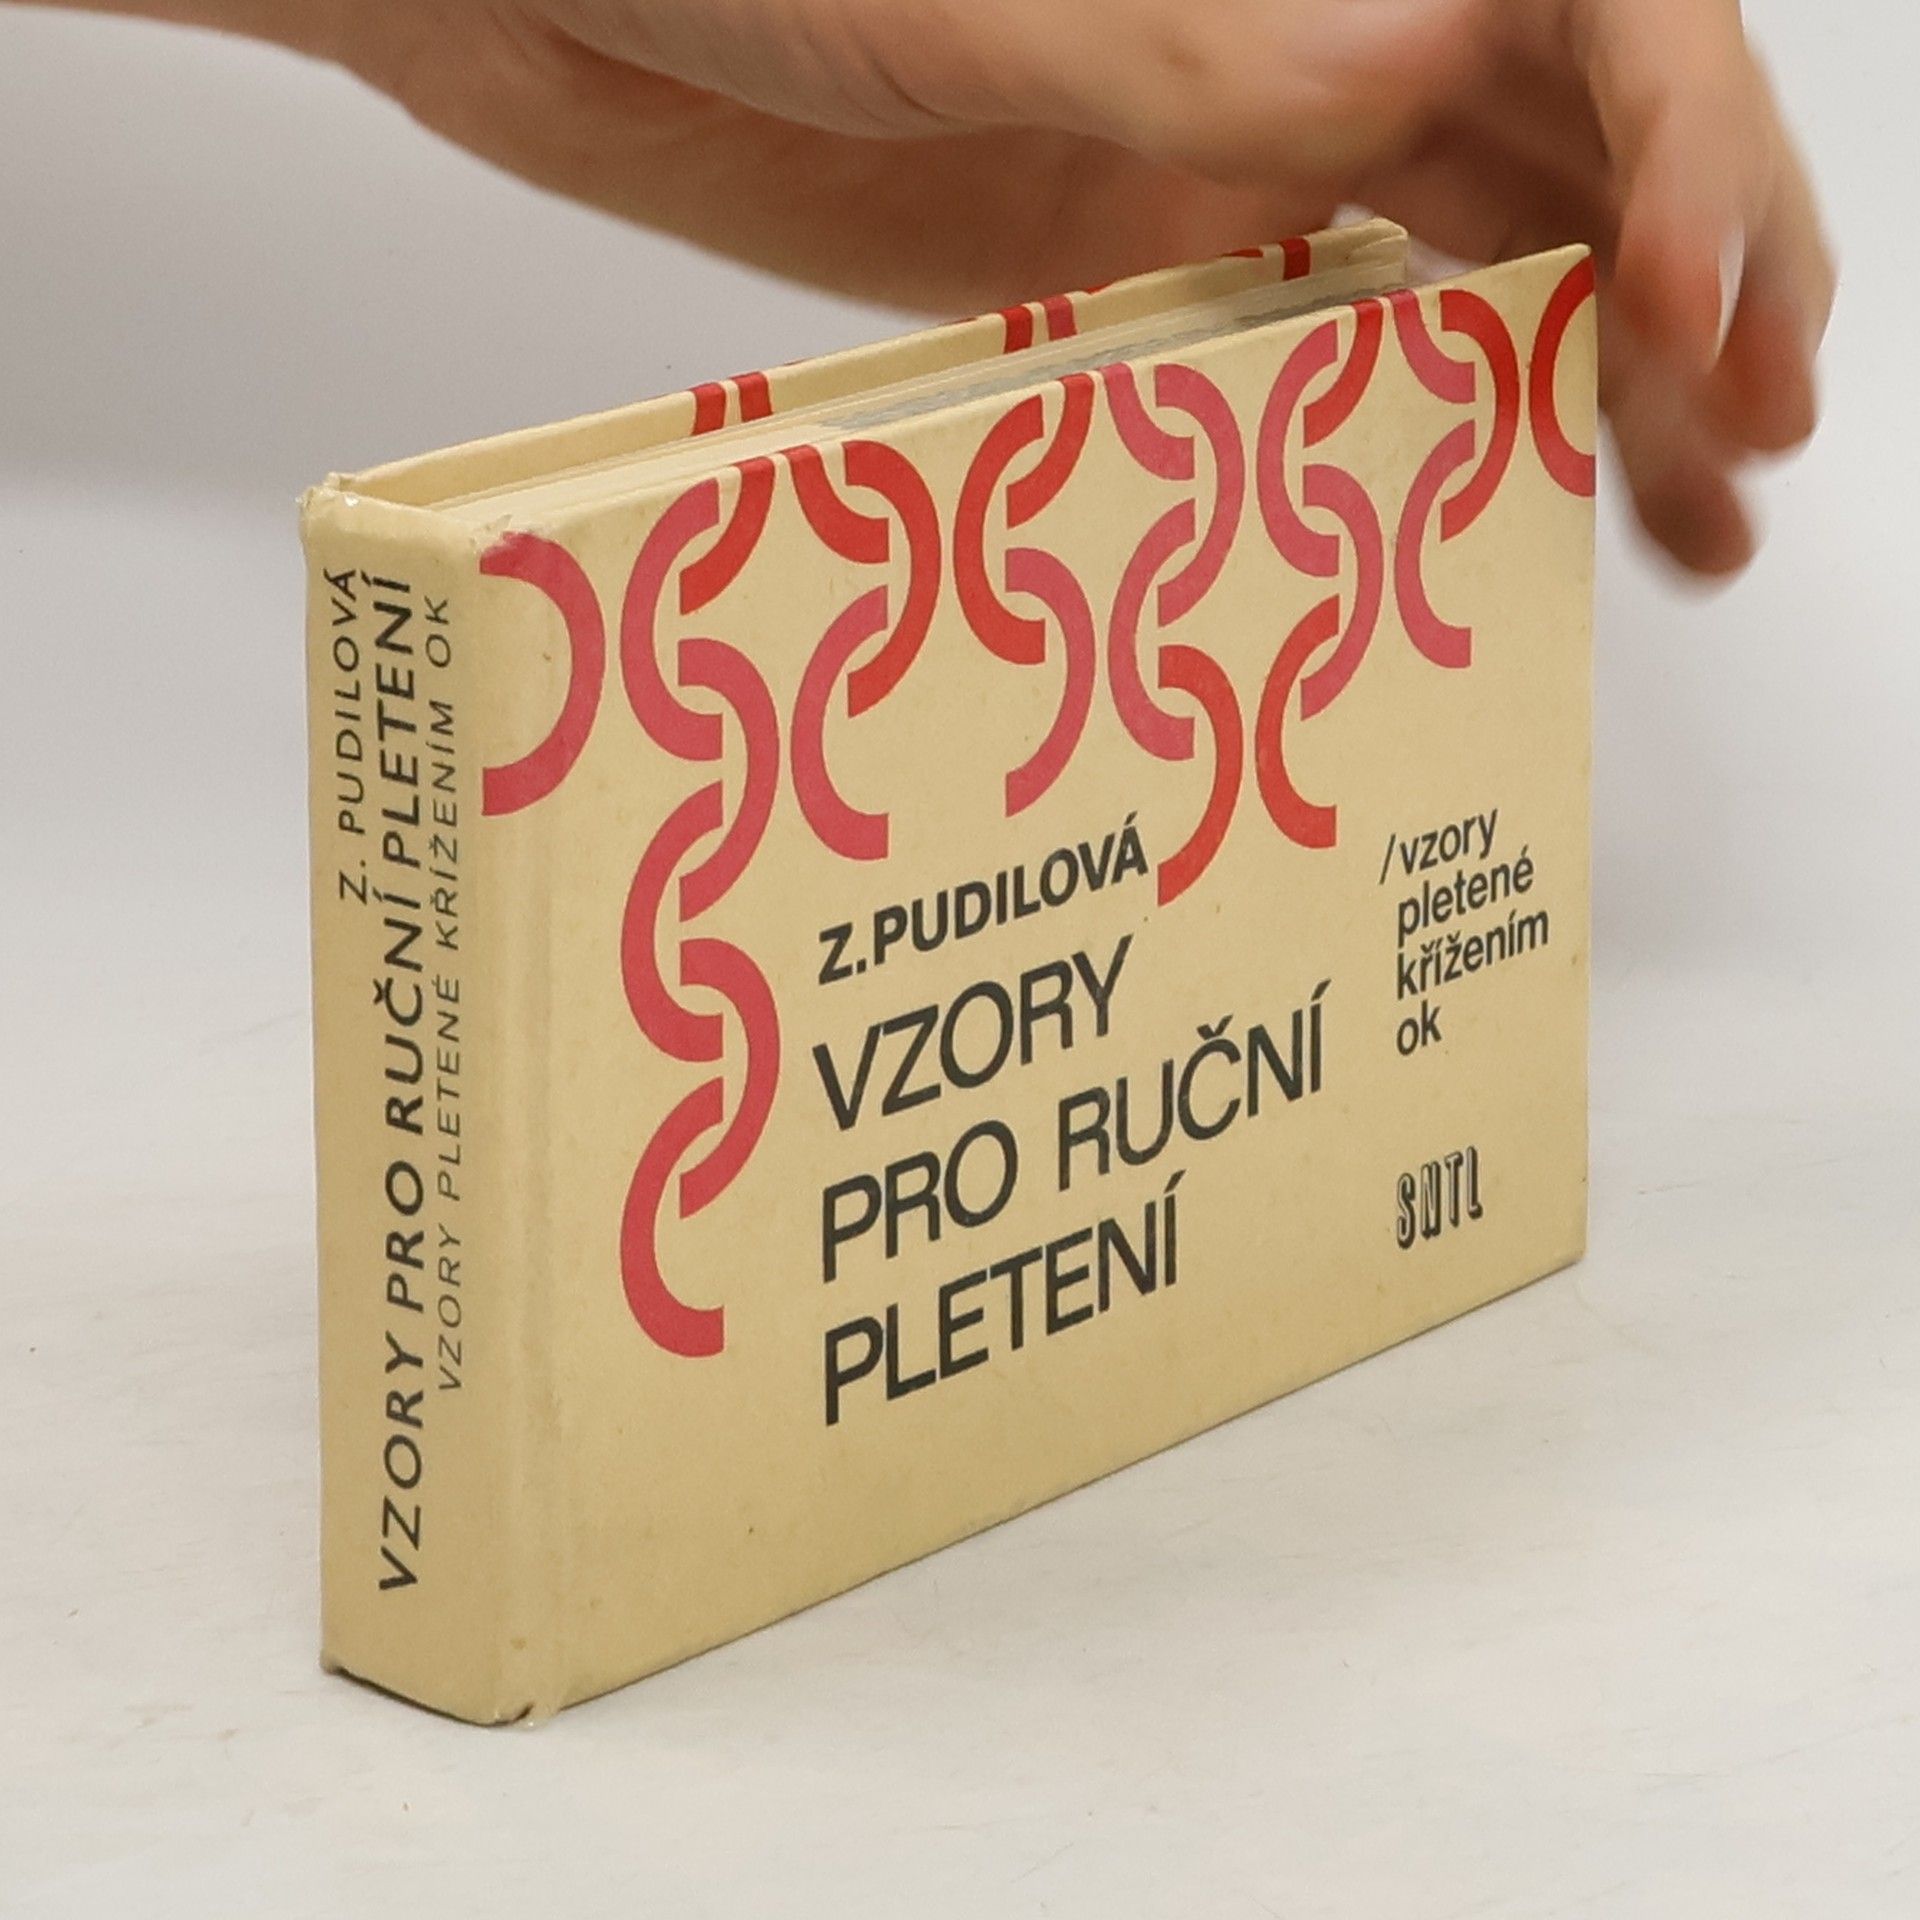 Z. PUDILOVÁ
VZORY PRO RUČNÍ PLETENÍ
VZORY PLETENÉ KŘÍŽENÍM OK
Z. PUDILOVÁ
VZORY
PRO RUČNÍ
PLETENÍ
/vzory
pletené
křížením
ok
SNTL